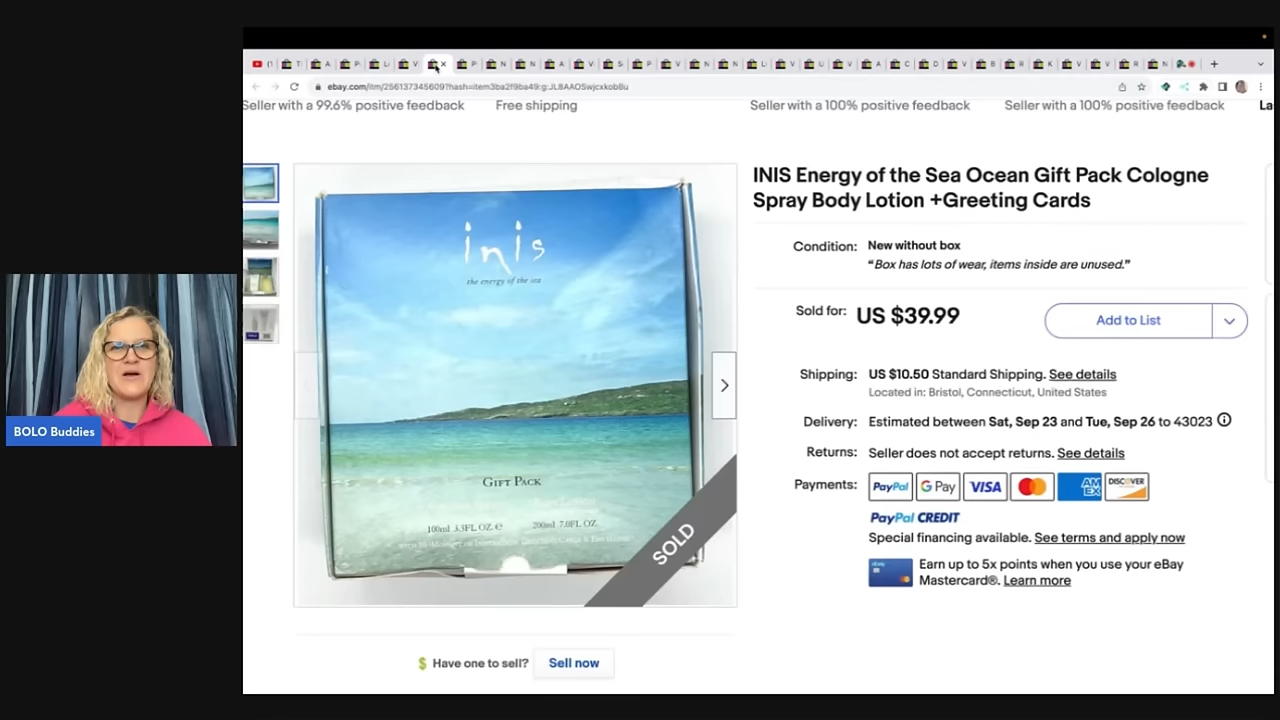 ebay.com/itm/256137345609?hash=item3ba2f9ba49:g:JL8AAOSwjcxkob8u
Seller with a 99.6% positive feedback
Free shipping
Seller with a 100% positive feedback
Seller with a 100% positive feedback
La
INIS Energy of the Sea Ocean Gift Pack Cologne
Spray Body Lotion +Greeting Cards
Condition: New without box
“Box has lots of wear, items inside are unused.”
Sold for: US $39.99
Add to List
Shipping: US $10.50 Standard Shipping. See details
Located in: Bristol, Connecticut, United States
Delivery: Estimated between Sat, Sep 23 and Tue, Sep 26 to 43023
Returns: Seller does not accept returns. See details
Payments: PayPal G Pay VISA MasterCard AM EX DISCOVER
PayPal CREDIT
Special financing available. See terms and apply now
Earn up to 5x points when you use your eBay
Mastercard®. Learn more
inis
the energy of the sea
GIFT PACK
100ml 3.3FL OZ e 200ml 7.0FL OZ
SOLD
Have one to sell? Sell now
BOLO Buddies